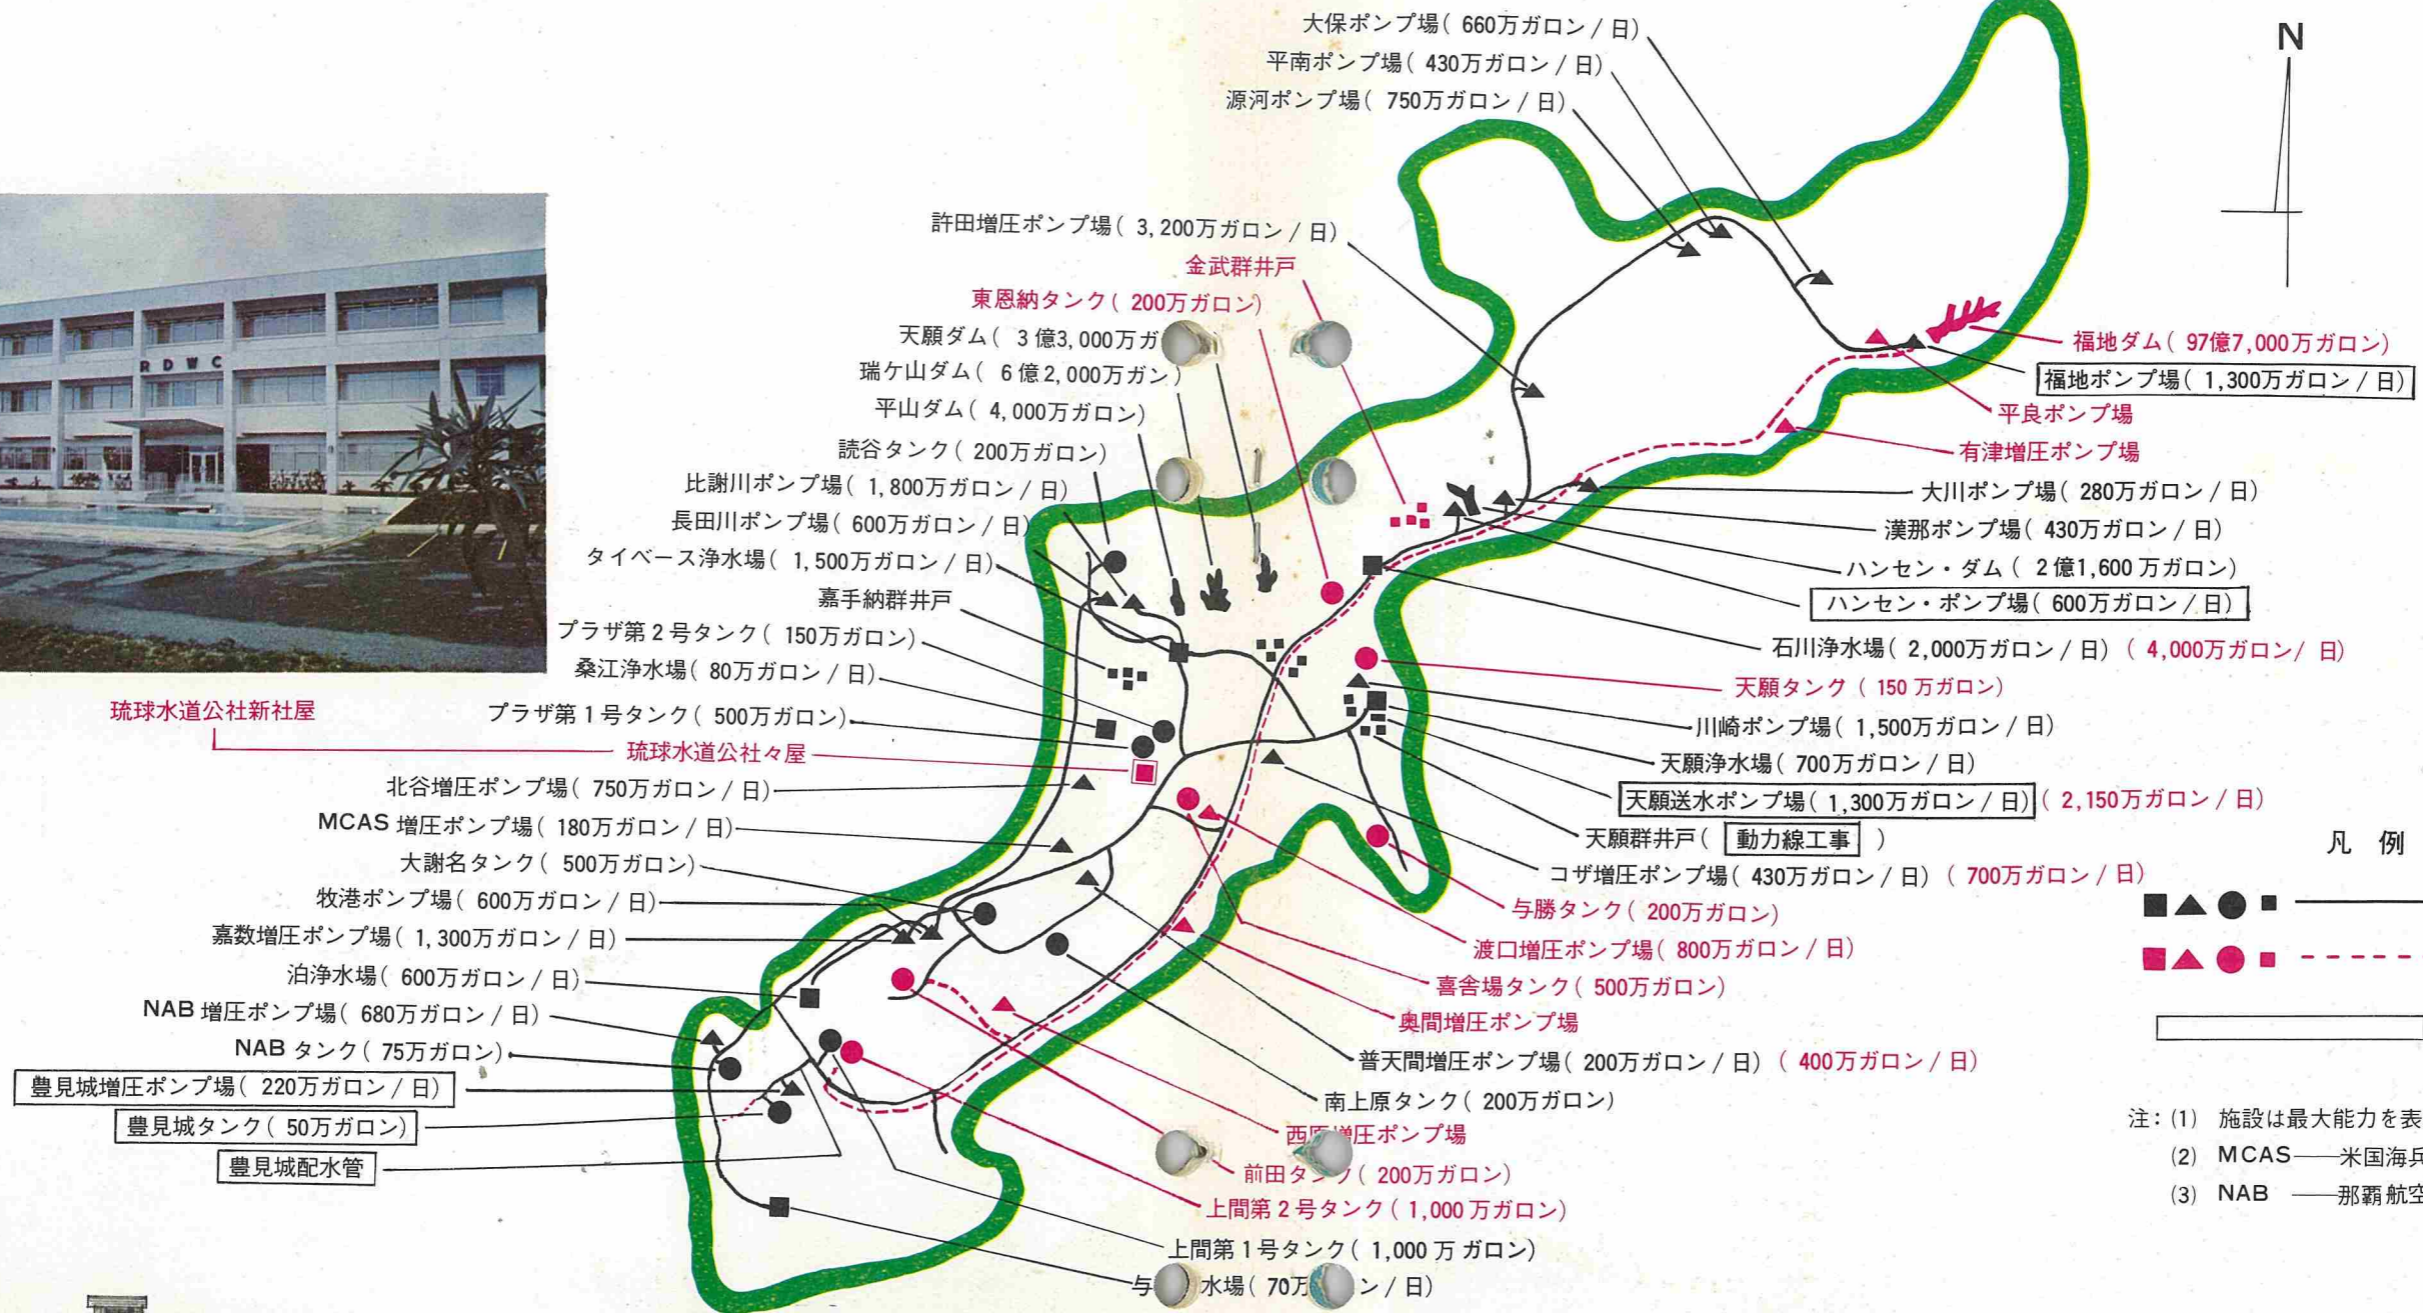 N
大保ポンプ場( 660万ガロン / 日)
平南ポンプ場( 430万ガロン / 日)
源河ポンプ場( 750万ガロン / 日)
許田増圧ポンプ場( 3,200万ガロン / 日)
金武群井戸
東恩納タンク( 200万ガロン)
天願ダム( 3億3,000万ガ
瑞ケ山ダム( 6億2,000万ガン)
平山ダム( 4,000万ガロン)
読谷タンク( 200万ガロン)
比謝川ポンプ場( 1,800万ガロン / 日)
長田川ポンプ場( 600万ガロン / 日)
タイベース浄水場( 1,500万ガロン / 日)
嘉手納群井戸
プラザ第2号タンク( 150万ガロン)
桑江浄水場( 80万ガロン / 日)
プラザ第1号タンク( 500万ガロン)
RDWC
琉球水道公社新社屋
琉球水道公社々屋
北谷増圧ポンプ場( 750万ガロン / 日)
MCAS 増圧ポンプ場( 180万ガロン / 日)
大謝名タンク( 500万ガロン)
牧港ポンプ場( 600万ガロン / 日)
嘉数増圧ポンプ場( 1,300万ガロン / 日)
泊浄水場( 600万ガロン / 日)
NAB 増圧ポンプ場( 680万ガロン / 日)
NAB タンク( 75万ガロン)
豊見城増圧ポンプ場( 220万ガロン / 日)
豊見城タンク( 50万ガロン)
豊見城配水管
福地ダム( 97億7,000万ガロン)
福地ポンプ場( 1,300万ガロン / 日)
平良ポンプ場
有津増圧ポンプ場
大川ポンプ場( 280万ガロン / 日)
漢那ポンプ場( 430万ガロン / 日)
ハンセン・ダム( 2億1,600万ガロン)
ハンセン・ポンプ場( 600万ガロン / 日)
石川浄水場( 2,000万ガロン / 日) ( 4,000万ガロン / 日)
天願タンク( 150万ガロン)
川崎ポンプ場( 1,500万ガロン / 日)
天願浄水場( 700万ガロン / 日)
天願送水ポンプ場( 1,300万ガロン / 日) ( 2,150万ガロン / 日)
天願群井戸( 動力線工事 )
コザ増圧ポンプ場( 430万ガロン / 日) ( 700万ガロン / 日)
与勝タンク( 200万ガロン)
渡口増圧ポンプ場( 800万ガロン / 日)
喜舎場タンク( 500万ガロン)
奥間増圧ポンプ場
普天間増圧ポンプ場( 200万ガロン / 日) ( 400万ガロン / 日)
南上原タンク( 200万ガロン)
西原増圧ポンプ場
前田タンク( 200万ガロン)
上間第2号タンク( 1,000万ガロン)
上間第1号タンク( 1,000万ガロン)
与 水場( 70万 ン / 日)
凡 例
注: (1) 施設は最大能力を表
(2) MCAS——米国海兵
(3) NAB ——那覇航空